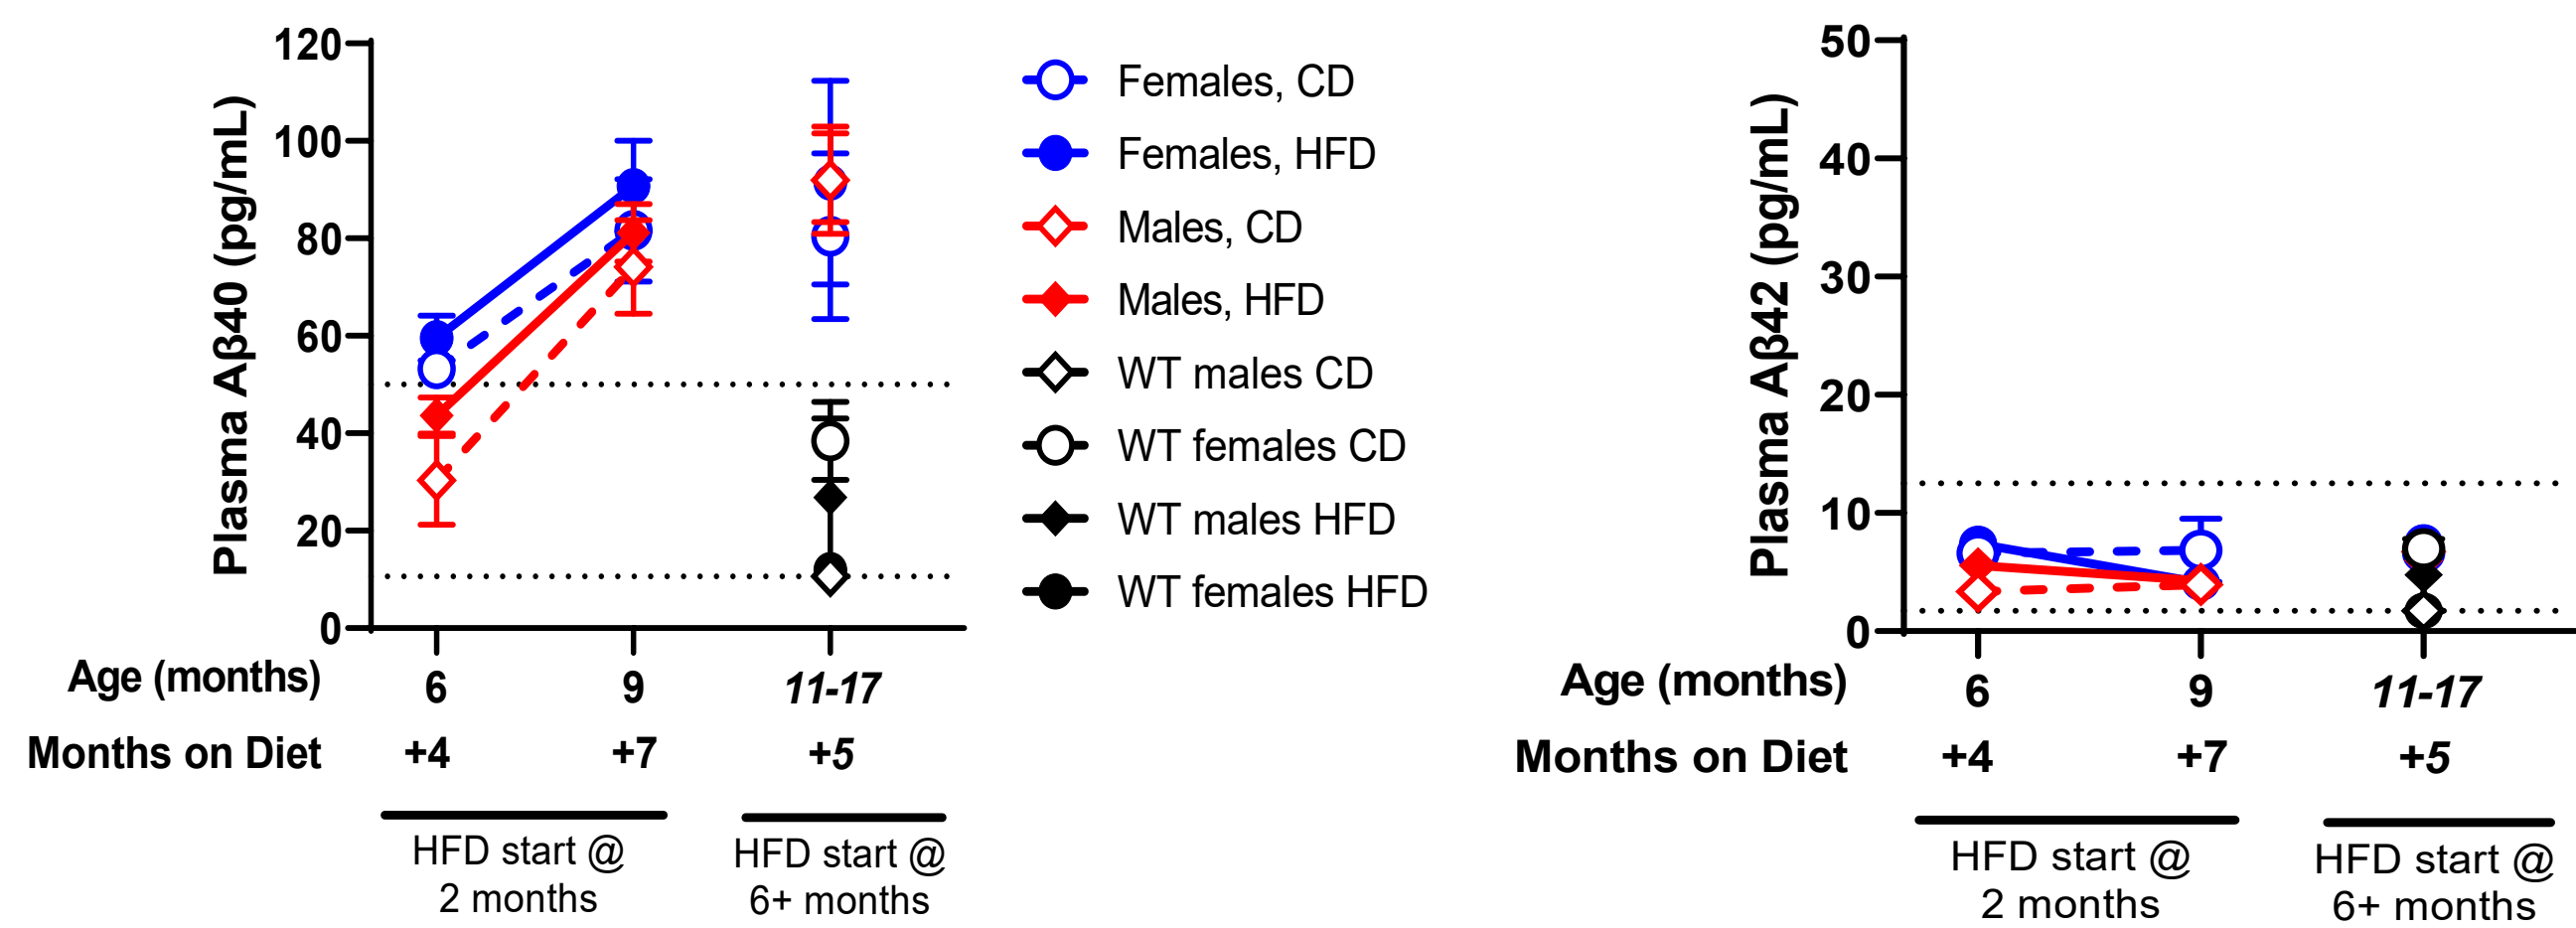 Plasma Aβ40 (pg/mL)
120
100
80
60
40
20
0
Age (months)
6
9
11-17
Months on Diet
+4
+7
+5
HFD start @
2 months
HFD start @
6+ months
Females, CD
Females, HFD
Males, CD
Males, HFD
WT males CD
WT females CD
WT males HFD
WT females HFD
Plasma Aβ42 (pg/mL)
50
40
30
20
10
0
Age (months)
6
9
11-17
Months on Diet
+4
+7
+5
HFD start @
2 months
HFD start @
6+ months